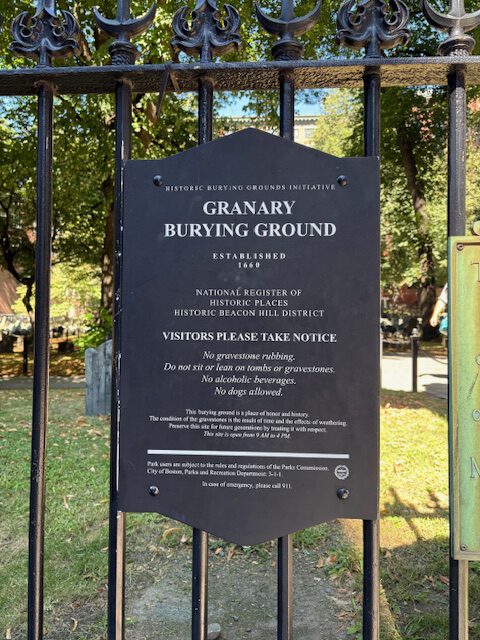 HISTORIC BURYING GROUNDS INITIATIVE
GRANARY
BURYING GROUND
ESTABLISHED
1660
NATIONAL REGISTER OF
HISTORIC PLACES
HISTORIC BEACON HILL DISTRICT
VISITORS PLEASE TAKE NOTICE
No gravestone rubbing.
Do not sit or lean on tombs or gravestones.
No alcoholic beverages.
No dogs allowed.
This burying ground is a place of honor and history.
The condition of the gravestones is the result of time and the effects of weathering.
Preserve this site for future generations by treating it with respect.
This site is open from 9 AM to 4 PM.
Park users are subject to the rules and regulations of the Parks Commission,
City of Boston, Parks and Recreation Department: 3-1-1.
In case of emergency, please call 911.